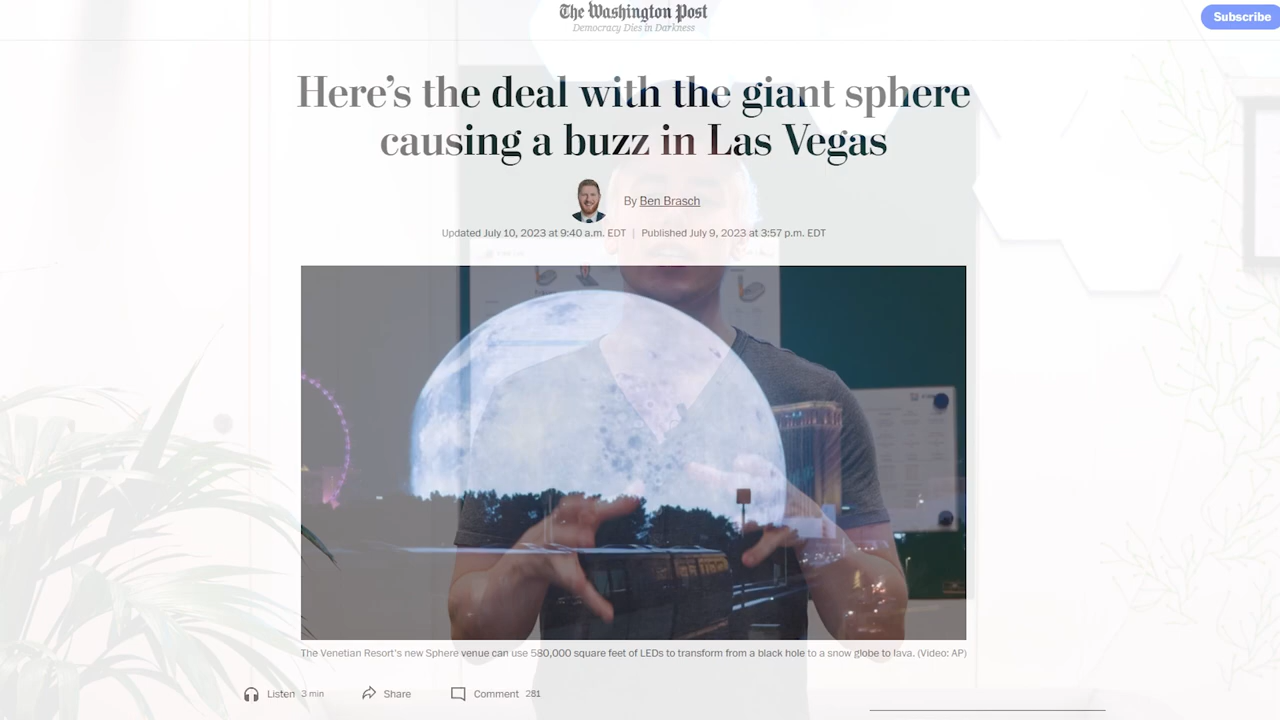 The Washington Post
Democracy Dies in Darkness
Subscribe
Here's the deal with the giant sphere
causing a buzz in Las Vegas
By Ben Brasch
Updated July 10, 2023 at 9:40 a.m. EDT | Published July 9, 2023 at 3:57 p.m. EDT
The Venetian Resort's new Sphere venue can use 580,000 square feet of LEDs to transform from a black hole to a snow globe to lava. (Video: AP)
Listen 3 min
Share
Comment 281